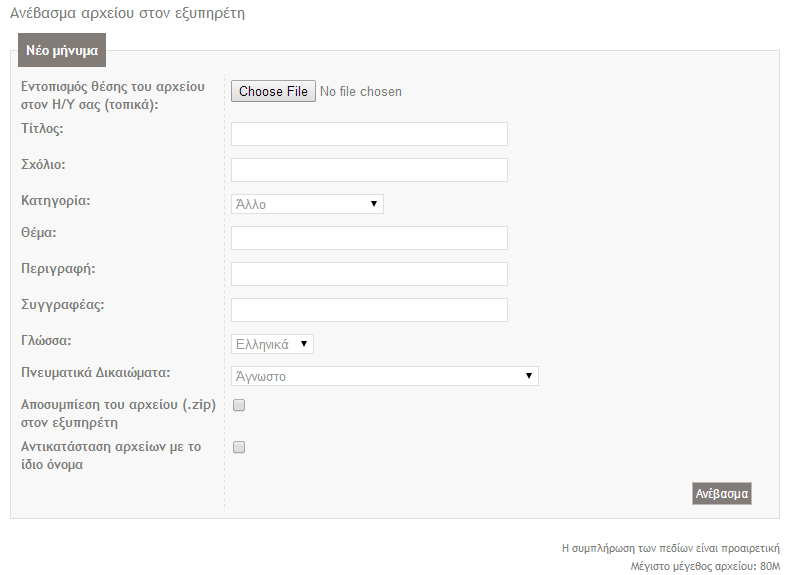 Ανέβασμα αρχείου στον εξυπηρέτη
Νέο μήνυμα
Εντοπισμός θέσης του αρχείου
στον Η/Υ σας (τοπικά):
Choose File No file chosen
Τίτλος:
Σχόλιο:
Κατηγορία:
Άλλο
Θέμα:
Περιγραφή:
Συγγραφέας:
Γλώσσα:
Ελληνικά
Πνευματικά Δικαιώματα:
Άγνωστο
Αποσυμπίεση του αρχείου (.zip)
στον εξυπηρέτη
Αντικατάσταση αρχείων με το
ίδιο όνομα
Ανέβασμα
Η συμπλήρωση των πεδίων είναι προαιρετική
Μέγιστο μέγεθος αρχείου: 80M